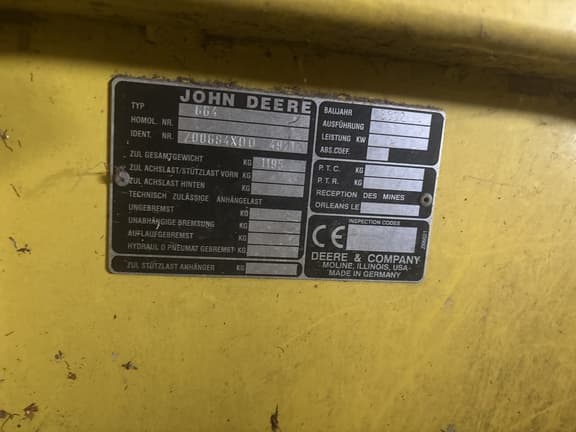 JOHN DEERE
TYP 664
HOMOL. NR.
IDENT. NR.
ZUL GESAMTGEWICHT KG 1195
ZUL ACHSLAST/STÜTZLAST VORN KG
ZUL ACHSLAST HINTEN KG
TECHNISCH ZULÄSSIGE ANHÄNGELAST
UNGEBREMST KG
UNABHÄNGIGE BREMSUNG KG
AUFLAUFGEBREMST KG
HYDRAUL O PNEUMAT GEBREMST KG
ZUL STÜTZLAST ANHÄNGER KG
BAUJAHR
AUSFÜHRUNG
LEISTUNG KW
ABS.COEF.
P. T. C. KG
P. T. R. KG
RECEPTION DES MINES
ORLEANS LE
INSPECTION CODES
CE
DEERE & COMPANY
MOLINE, ILLINOIS, USA
MADE IN GERMANY